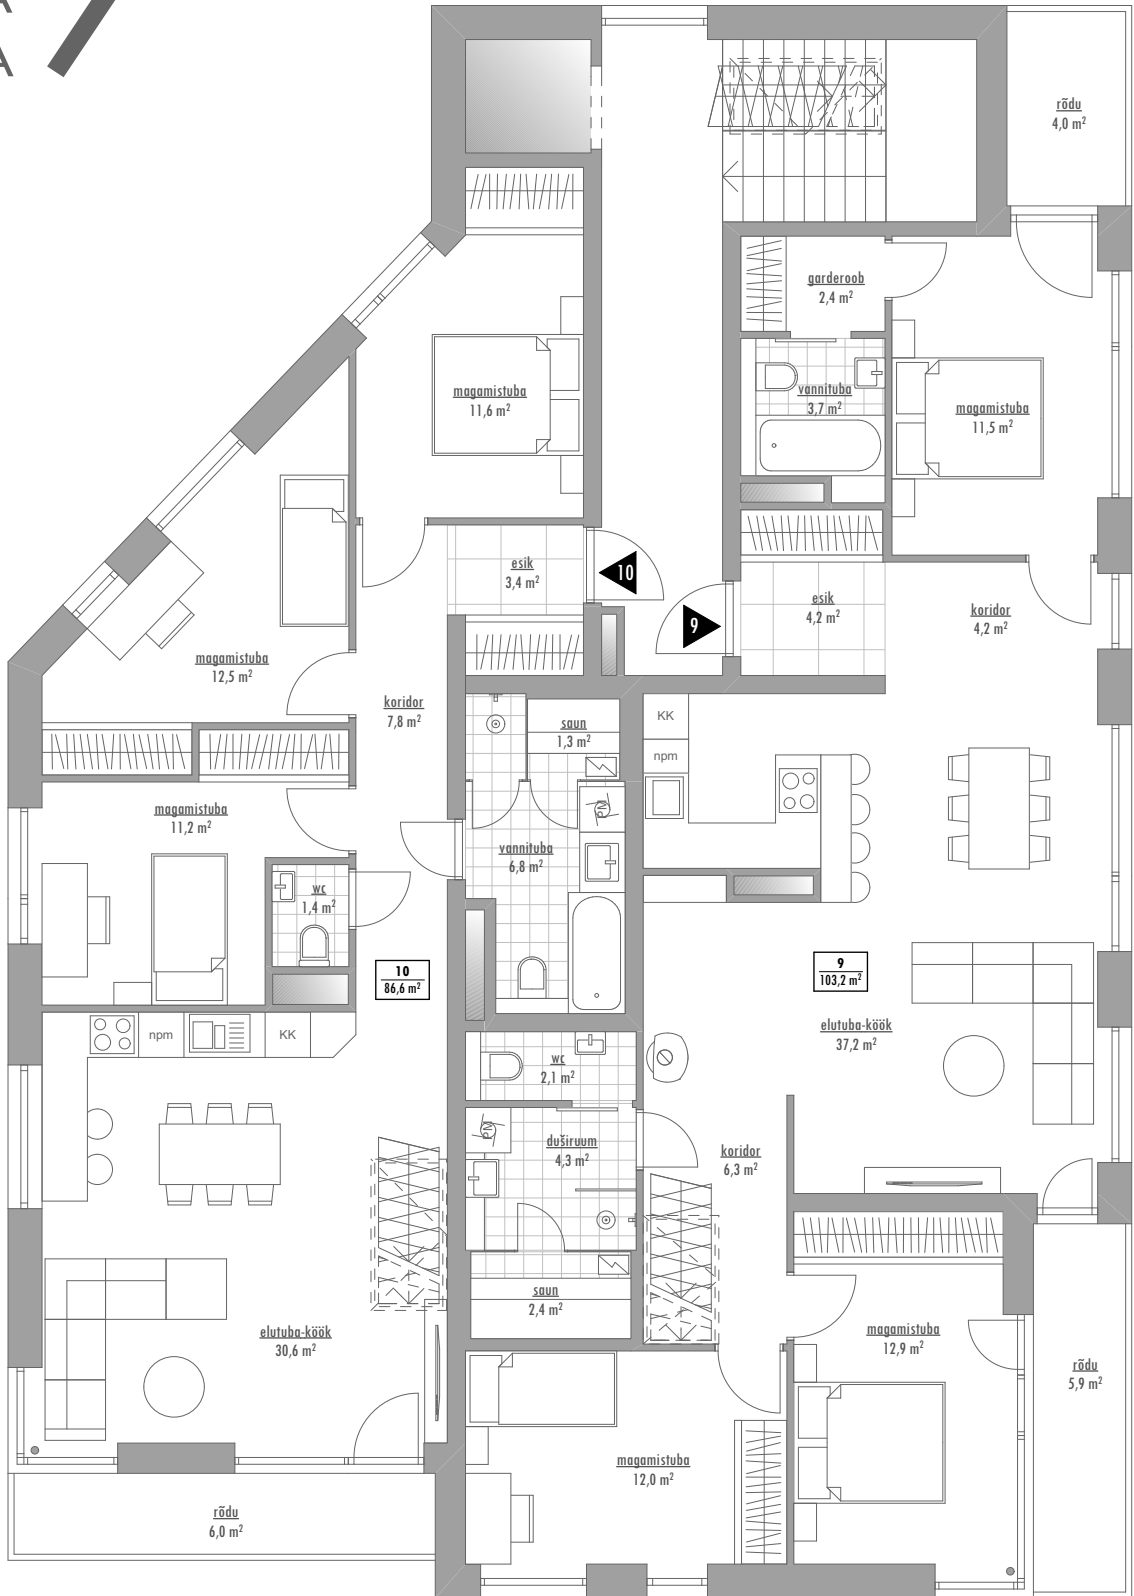 A
A
rõdu
4,0 m²
garderoob
2,4 m²
vannituba
3,7 m²
magamistuba
11,6 m²
magamistuba
11,5 m²
esik
3,4 m²
10
9
esik
4,2 m²
koridor
4,2 m²
magamistuba
12,5 m²
koridor
7,8 m²
saun
1,3 m²
KK
npm
magamistuba
11,2 m²
PM
vannituba
6,8 m²
wc
1,4 m²
10
86,6 m²
9
103,2 m²
npm
KK
elutuba-köök
37,2 m²
wc
2,1 m²
PM
duširuum
4,3 m²
koridor
6,3 m²
saun
2,4 m²
elutuba-köök
30,6 m²
magamistuba
12,9 m²
rõdu
5,9 m²
magamistuba
12,0 m²
rõdu
6,0 m²